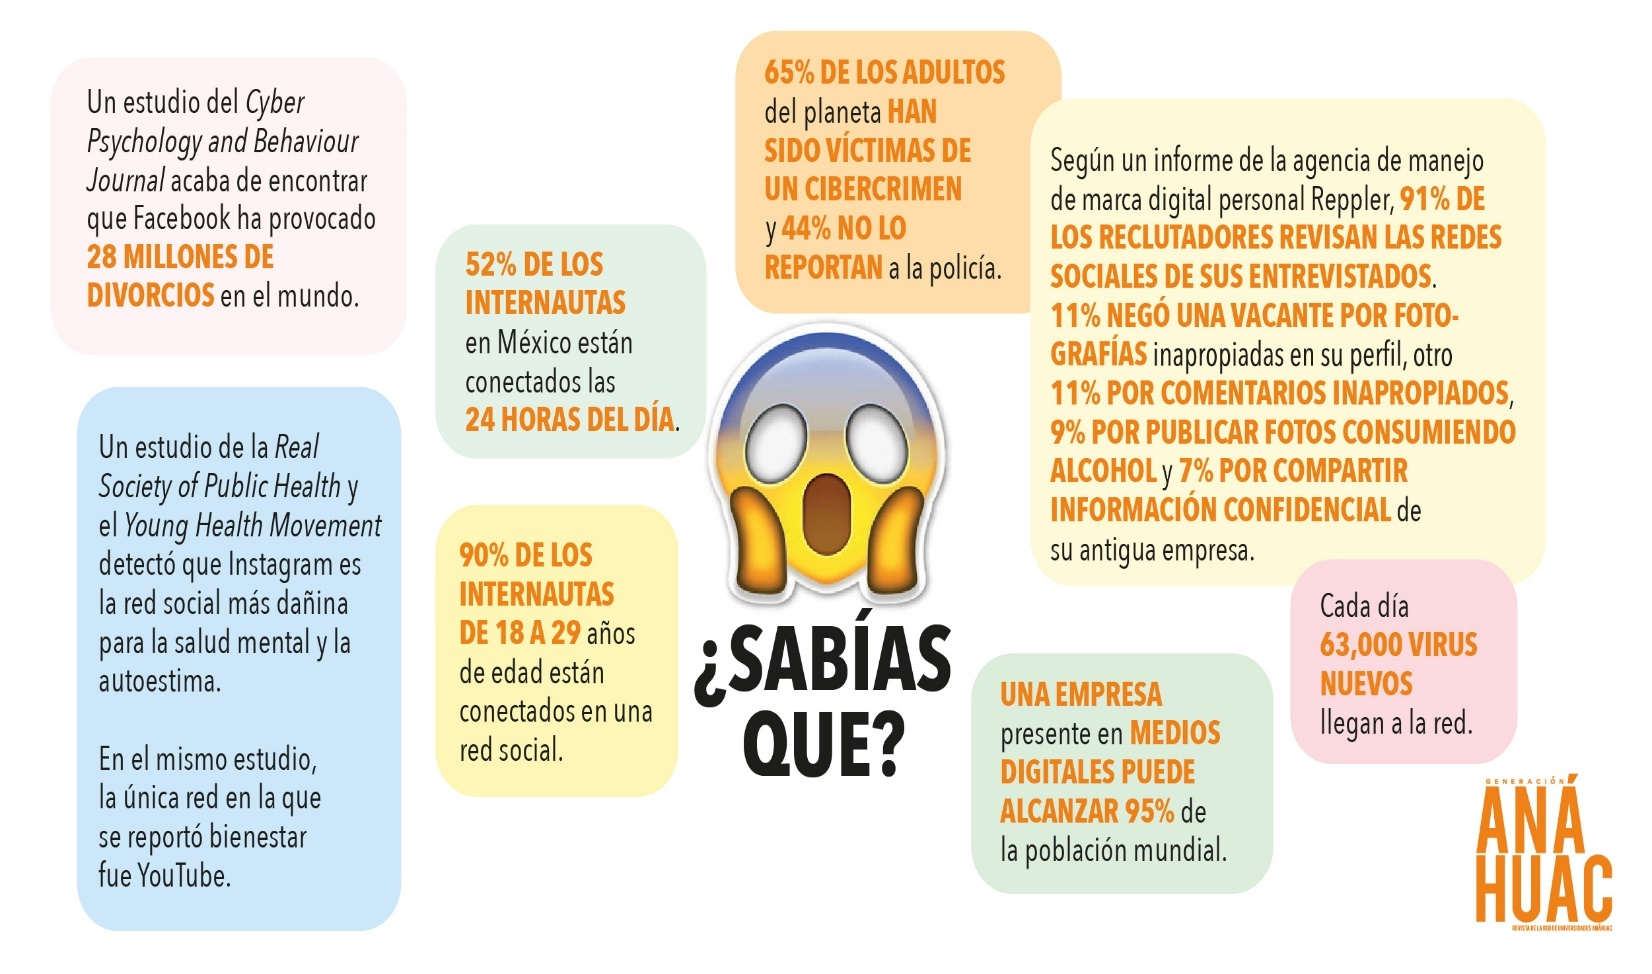 Un estudio del Cyber
Psychology and Behaviour
Journal acaba de encontrar
que Facebook ha provocado
28 MILLONES DE
DIVORCIOS en el mundo.
Un estudio de la Real
Society of Public Health y
el Young Health Movement
detectó que Instagram es
la red social más dañina
para la salud mental y la
autoestima.
En el mismo estudio,
la única red en la que
se reportó bienestar
fue YouTube.
52% DE LOS
INTERNAUTAS
en México están
conectados las
24 HORAS DEL DÍA.
90% DE LOS
INTERNAUTAS
DE 18 A 29 años
de edad están
conectados en una
red social.
65% DE LOS ADULTOS
del planeta HAN
SIDO VÍCTIMAS DE
UN CIBERCRIMEN
y 44% NO LO
REPORTAN a la policía.
¿SABÍAS
QUE?
Según un informe de la agencia de manejo
de marca digital personal Reppler, 91% DE
LOS RECLUTADORES REVISAN LAS REDES
SOCIALES DE SUS ENTREVISTADOS.
11% NEGÓ UNA VACANTE POR FOTO-
GRAFÍAS inapropiadas en su perfil, otro
11% POR COMENTARIOS INAPROPIADOS,
9% POR PUBLICAR FOTOS CONSUMIENDO
ALCOHOL y 7% POR COMPARTIR
INFORMACIÓN CONFIDENCIAL de
su antigua empresa.
UNA EMPRESA
presente en MEDIOS
DIGITALES PUEDE
ALCANZAR 95% de
la población mundial.
Cada día
63,000 VIRUS
NUEVOS
llegan a la red.
GENERACIÓN
ANÁ
HUAC
REVISTA DE LA RED DE UNIVERSIDADES ANÁHUAC